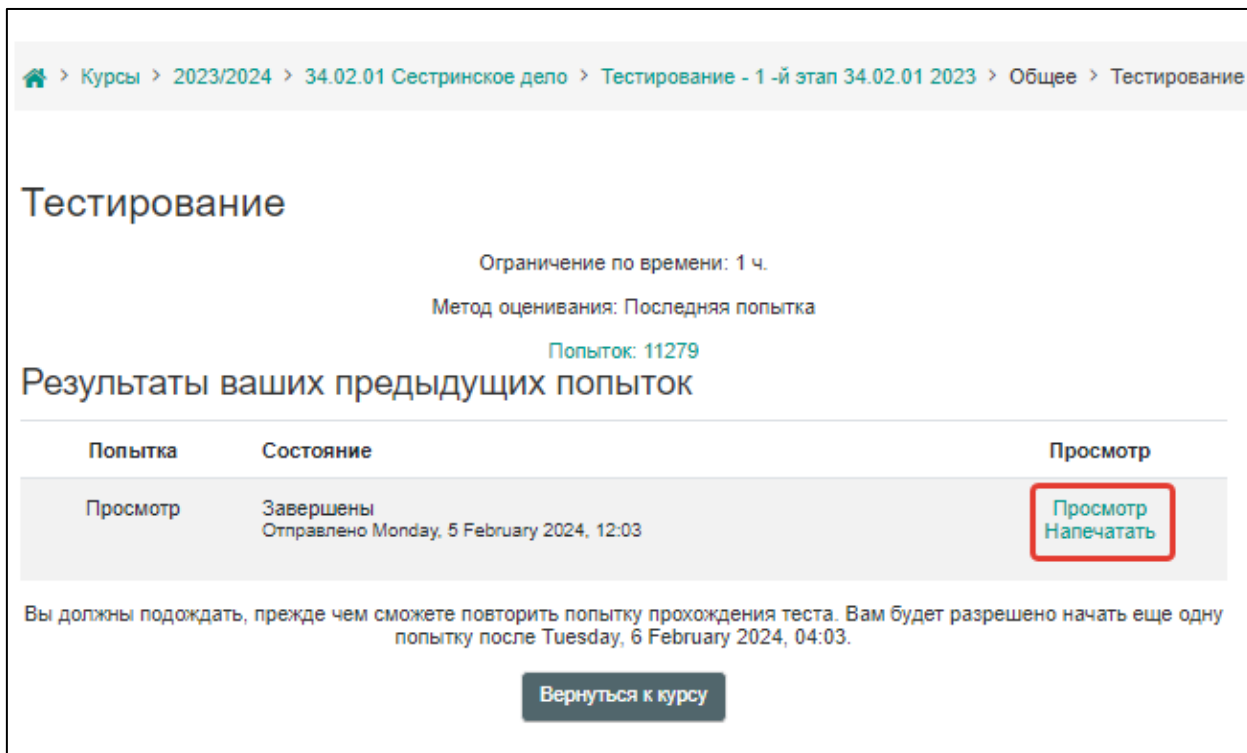 > Курсы > 2023/2024 > 34.02.01 Сестринское дело > Тестирование - 1 -й этап 34.02.01 2023 > Общее > Тестирование
Тестирование
Ограничение по времени: 1 ч.
Метод оценивания: Последняя попытка
Попыток: 11279
Результаты ваших предыдущих попыток
Попытка Состояние Просмотр
Просмотр Завершены Просмотр
Отправлено Monday, 5 February 2024, 12:03 Напечатать
Вы должны подождать, прежде чем сможете повторить попытку прохождения теста. Вам будет разрешено начать еще одну
попытку после Tuesday, 6 February 2024, 04:03.
Вернуться к курсу